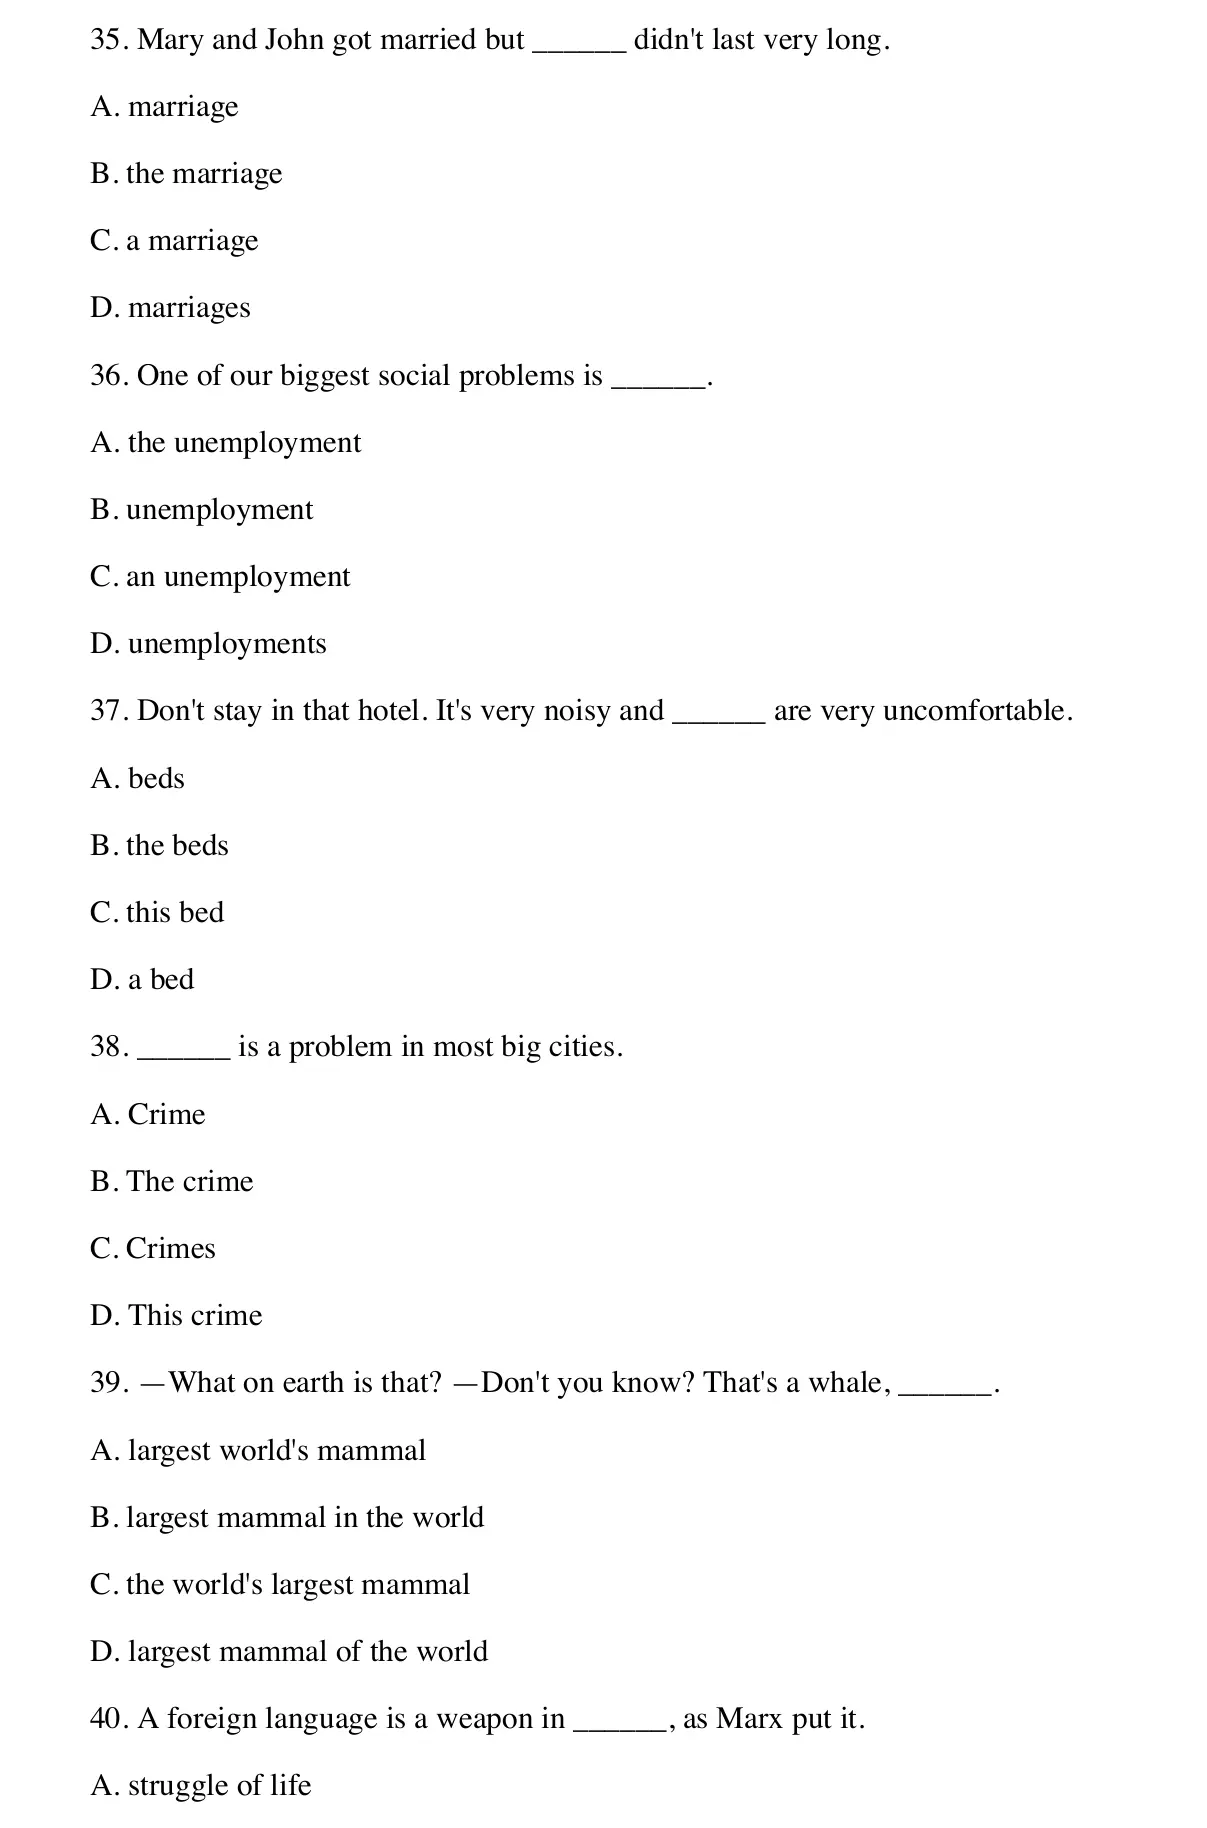 35. Mary and John got married but ______ didn't last very long.
A. marriage
B. the marriage
C. a marriage
D. marriages
36. One of our biggest social problems is ______.
A. the unemployment
B. unemployment
C. an unemployment
D. unemployments
37. Don't stay in that hotel. It's very noisy and ______ are very uncomfortable.
A. beds
B. the beds
C. this bed
D. a bed
38. ______ is a problem in most big cities.
A. Crime
B. The crime
C. Crimes
D. This crime
39. —What on earth is that? —Don't you know? That's a whale, ______.
A. largest world's mammal
B. largest mammal in the world
C. the world's largest mammal
D. largest mammal of the world
40. A foreign language is a weapon in ______, as Marx put it.
A. struggle of life